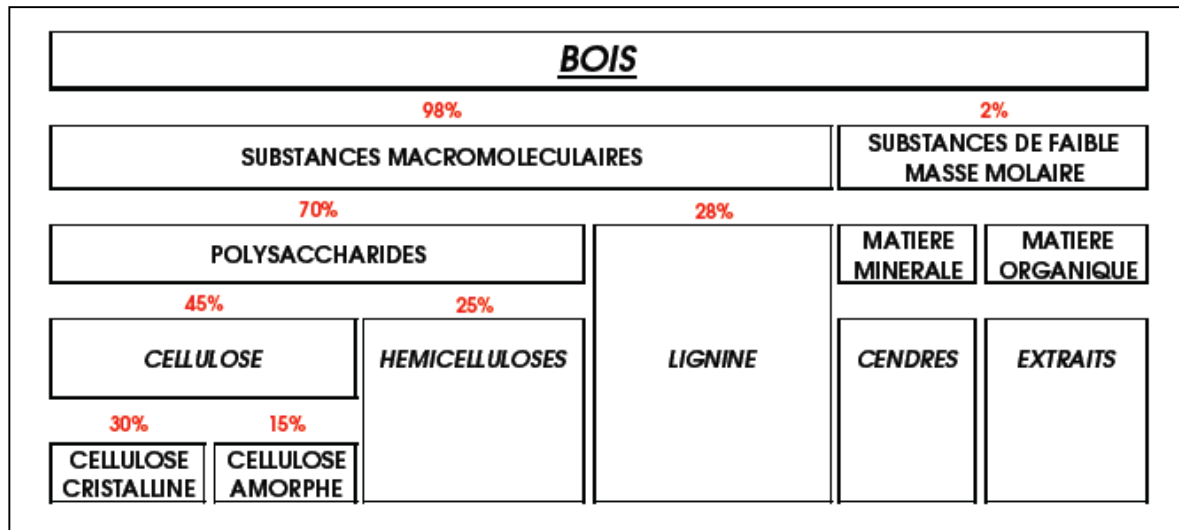 BOIS
98%
2%
SUBSTANCES MACROMOLECULAIRES
SUBSTANCES DE FAIBLE
MASSE MOLAIRE
70%
28%
POLYSACCHARIDES
MATIERE
MINERALE
MATIERE
ORGANIQUE
45%
25%
CELLULOSE
HEMICELLULOSES
LIGNINE
CENDRES
EXTRAITS
30%
15%
CELLULOSE
CRISTALLINE
CELLULOSE
AMORPHE